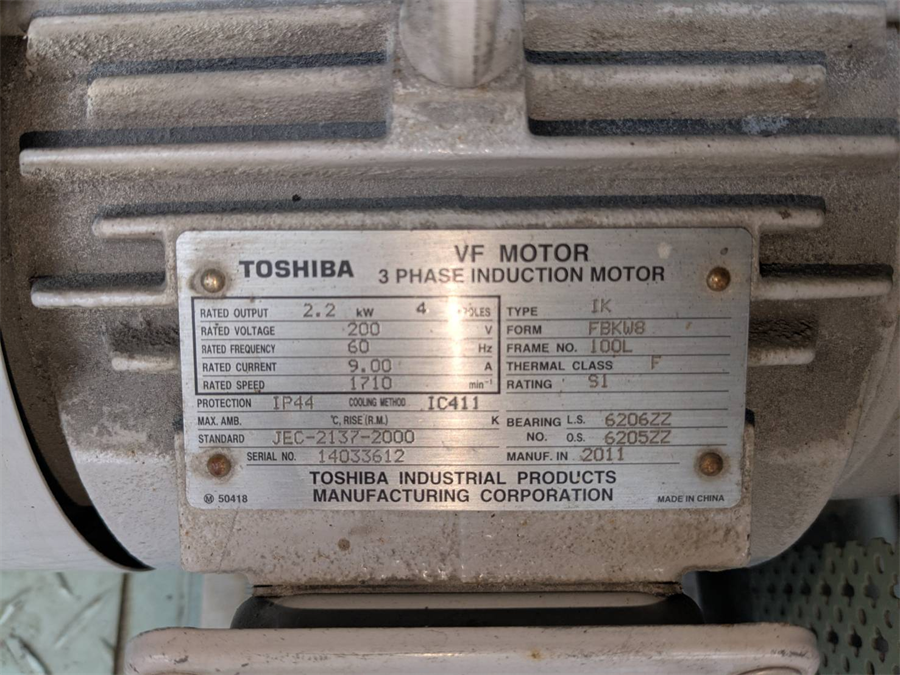 TOSHIBA
VF MOTOR
3 PHASE INDUCTION MOTOR
RATED OUTPUT 2.2 kW 4 POLES
RATED VOLTAGE 200 V
RATED FREQUENCY 60 Hz
RATED CURRENT 9.00 A
RATED SPEED 1710 min⁻¹
TYPE IK
FORM FBKW8
FRAME NO. 100L
THERMAL CLASS F
RATING S1
PROTECTION IP44 COOLING METHOD IC411
MAX. AMB. ℃, RISE (R.M.) K
STANDARD JEC-2137-2000
SERIAL NO. 14033612
BEARING L.S. 6206ZZ
NO. O.S. 6205ZZ
MANUF. IN 2011
TOSHIBA INDUSTRIAL PRODUCTS
MANUFACTURING CORPORATION
Ⓜ 50418
MADE IN CHINA